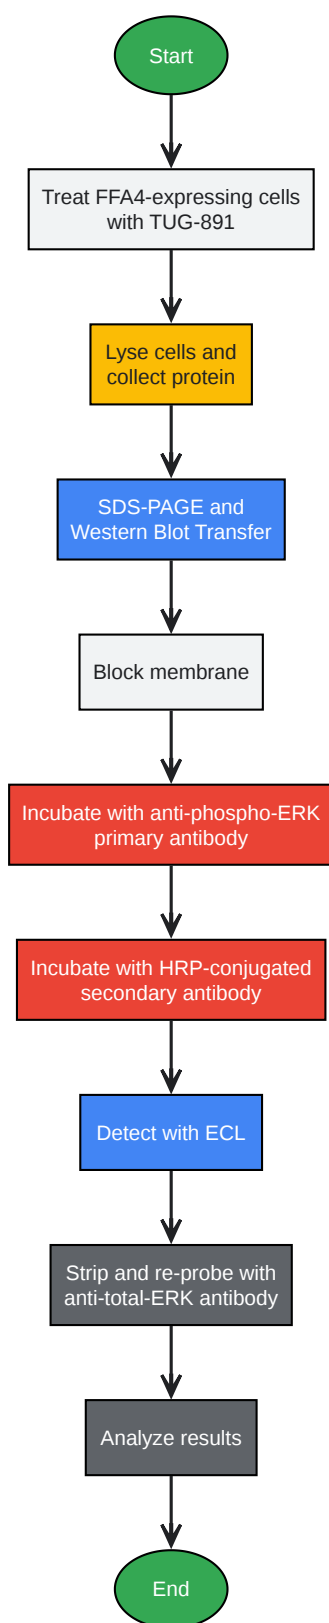 Start
Treat FFA4-expressing cells
with TUG-891
Lyse cells and
collect protein
SDS-PAGE and
Western Blot Transfer
Block membrane
Incubate with anti-phospho-ERK
primary antibody
Incubate with HRP-conjugated
secondary antibody
Detect with ECL
Strip and re-probe with
anti-total-ERK antibody
Analyze results
End